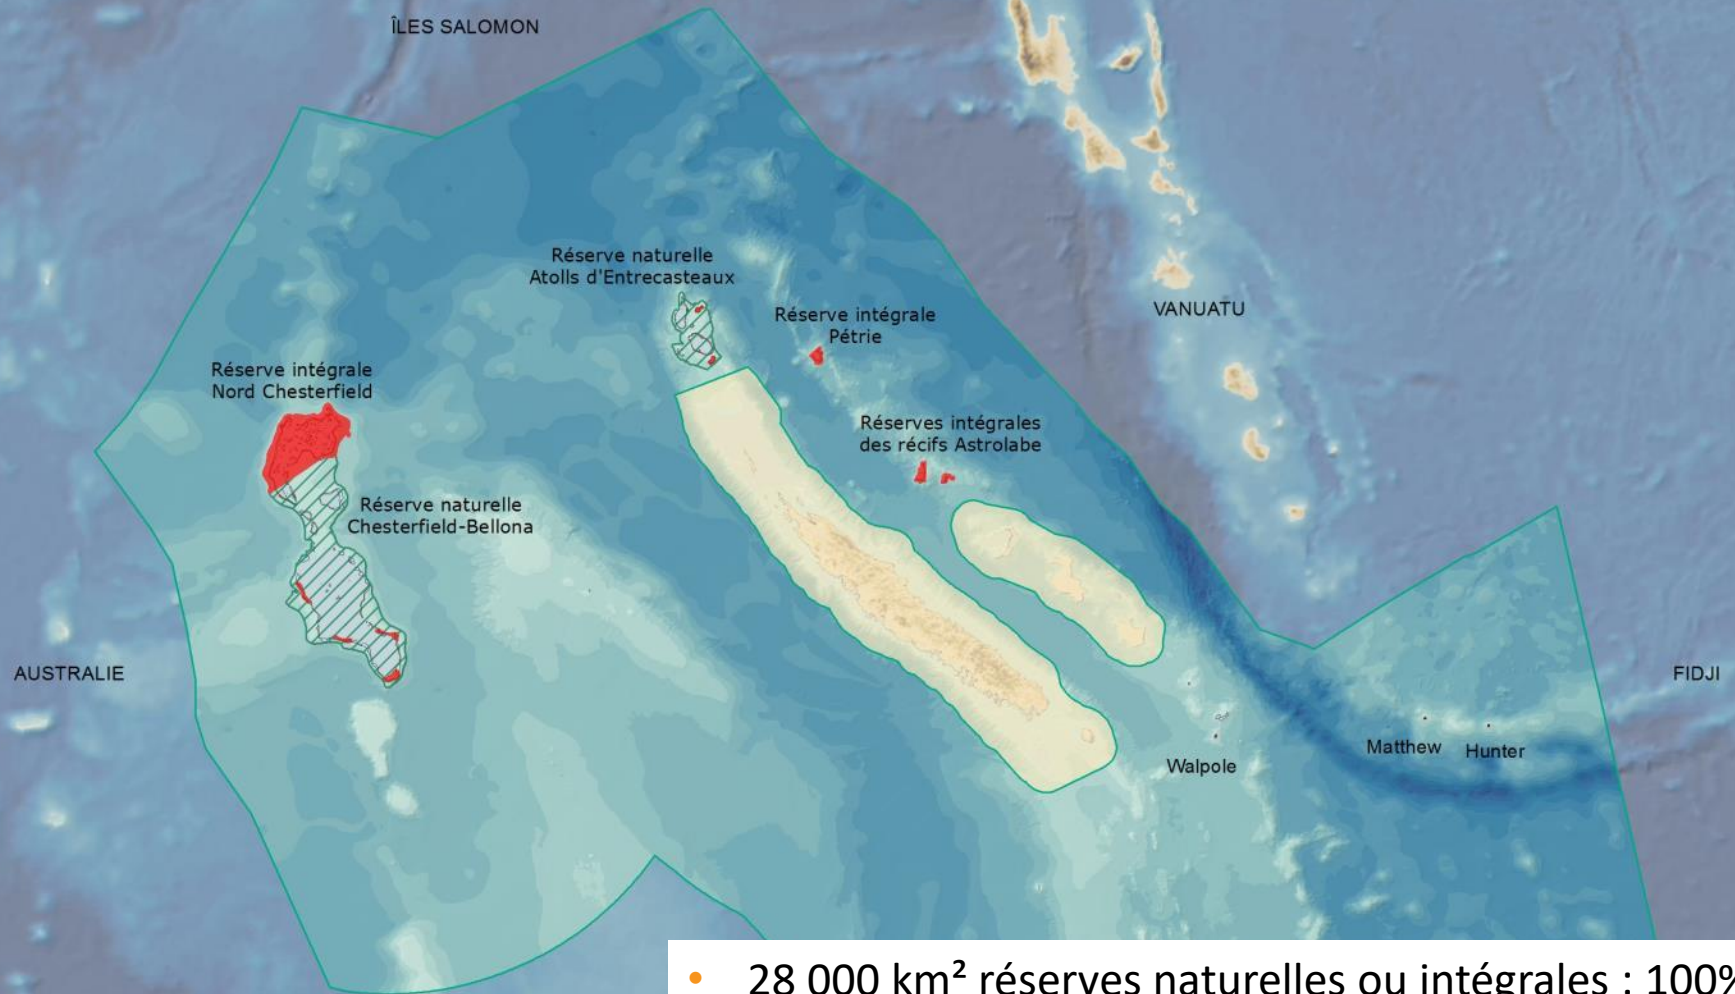 ÎLES SALOMON
Réserve naturelle
Atolls d'Entrecasteaux
Réserve intégrale
Pétrie
VANUATU
Réserve intégrale
Nord Chesterfield
Réserves intégrales
des récifs Astrolabe
Réserve naturelle
Chesterfield-Bellona
AUSTRALIE
FIDJI
Matthew
Hunter
Walpole
• 28 000 km² réserves naturelles ou intégrales : 100%